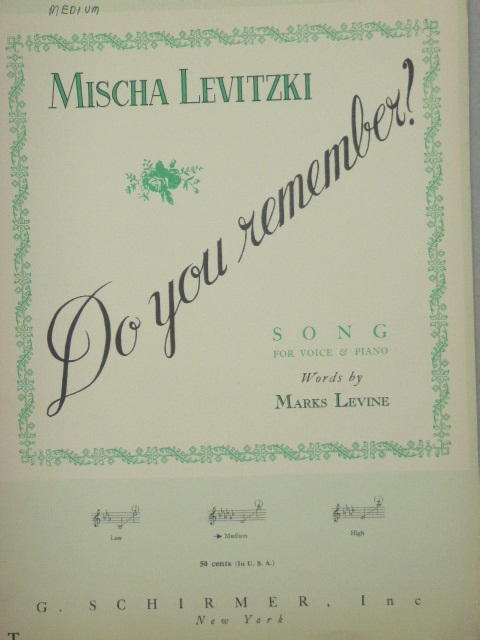 MEDIUM
MISCHA LEVITZKI
Do you remember?
SONG
FOR VOICE & PIANO
Words by
MARKS LEVINE
Low
Medium
High
50 cents (In U. S. A.)
G. SCHIRMER, Inc
New York
T